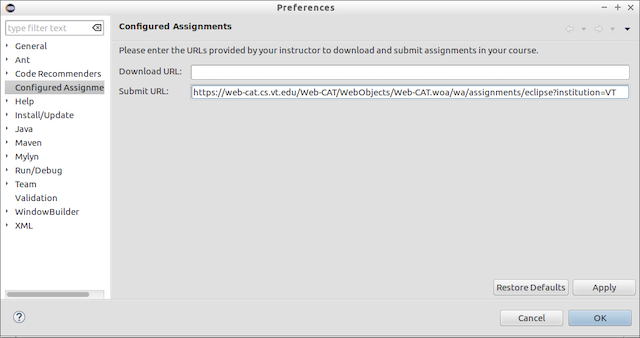 Preferences
type filter text
General
Ant
Code Recommenders
Configured Assignme
Help
Install/Update
Java
Maven
Mylyn
Run/Debug
Team
Validation
WindowBuilder
XML
Configured Assignments
Please enter the URLs provided by your instructor to download and submit assignments in your course.
Download URL:
Submit URL: https://web-cat.cs.vt.edu/Web-CAT/WebObjects/Web-CAT.woa/wa/assignments/eclipse?institution=VT
Restore Defaults Apply
? Cancel OK